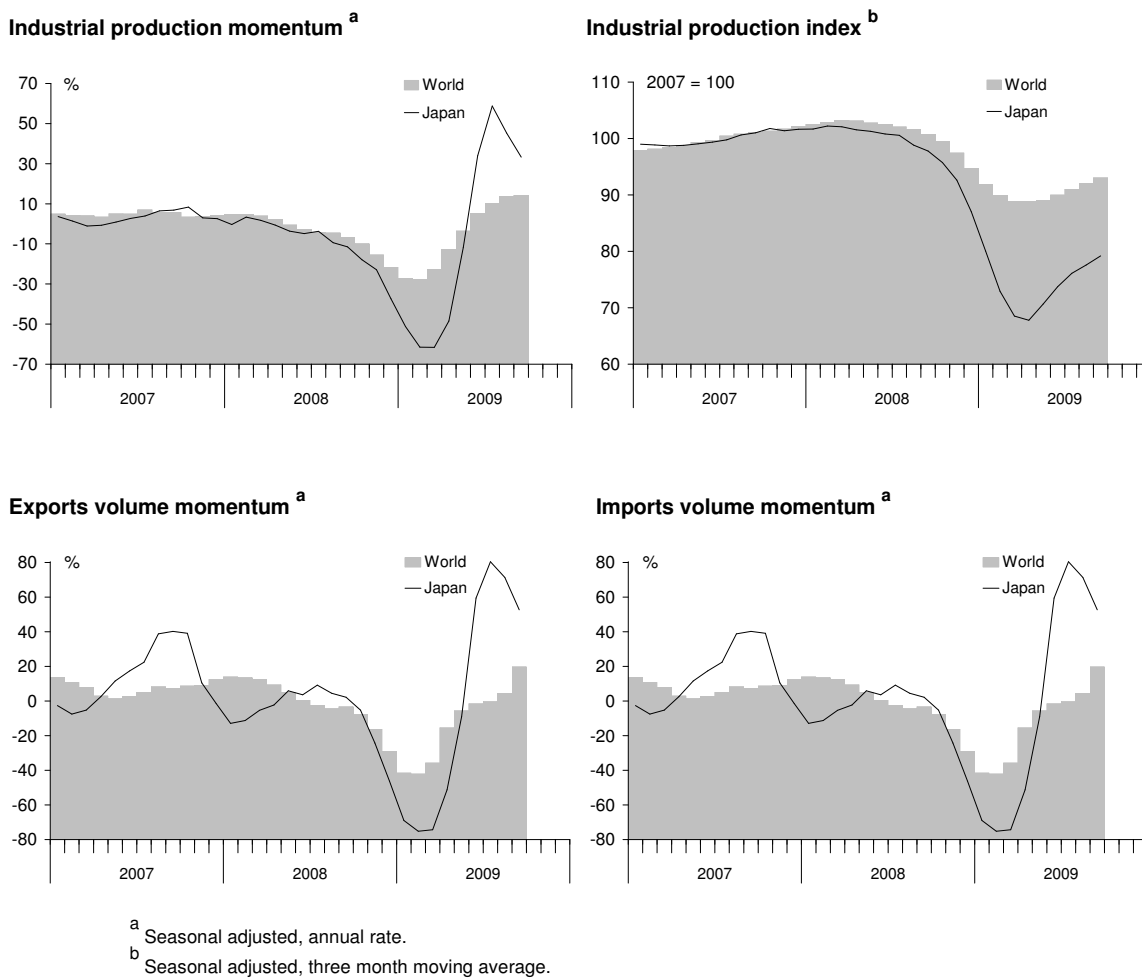 Industrial production momentum a
70
%
World
Japan
50
30
10
-10
-30
-50
-70
2007 2008 2009
Industrial production index b
110
2007 = 100
World
Japan
100
90
80
70
60
2007 2008 2009
Exports volume momentum a
80
%
World
Japan
60
40
20
0
-20
-40
-60
-80
2007 2008 2009
Imports volume momentum a
80
%
World
Japan
60
40
20
0
-20
-40
-60
-80
2007 2008 2009
a Seasonal adjusted, annual rate.
b Seasonal adjusted, three month moving average.